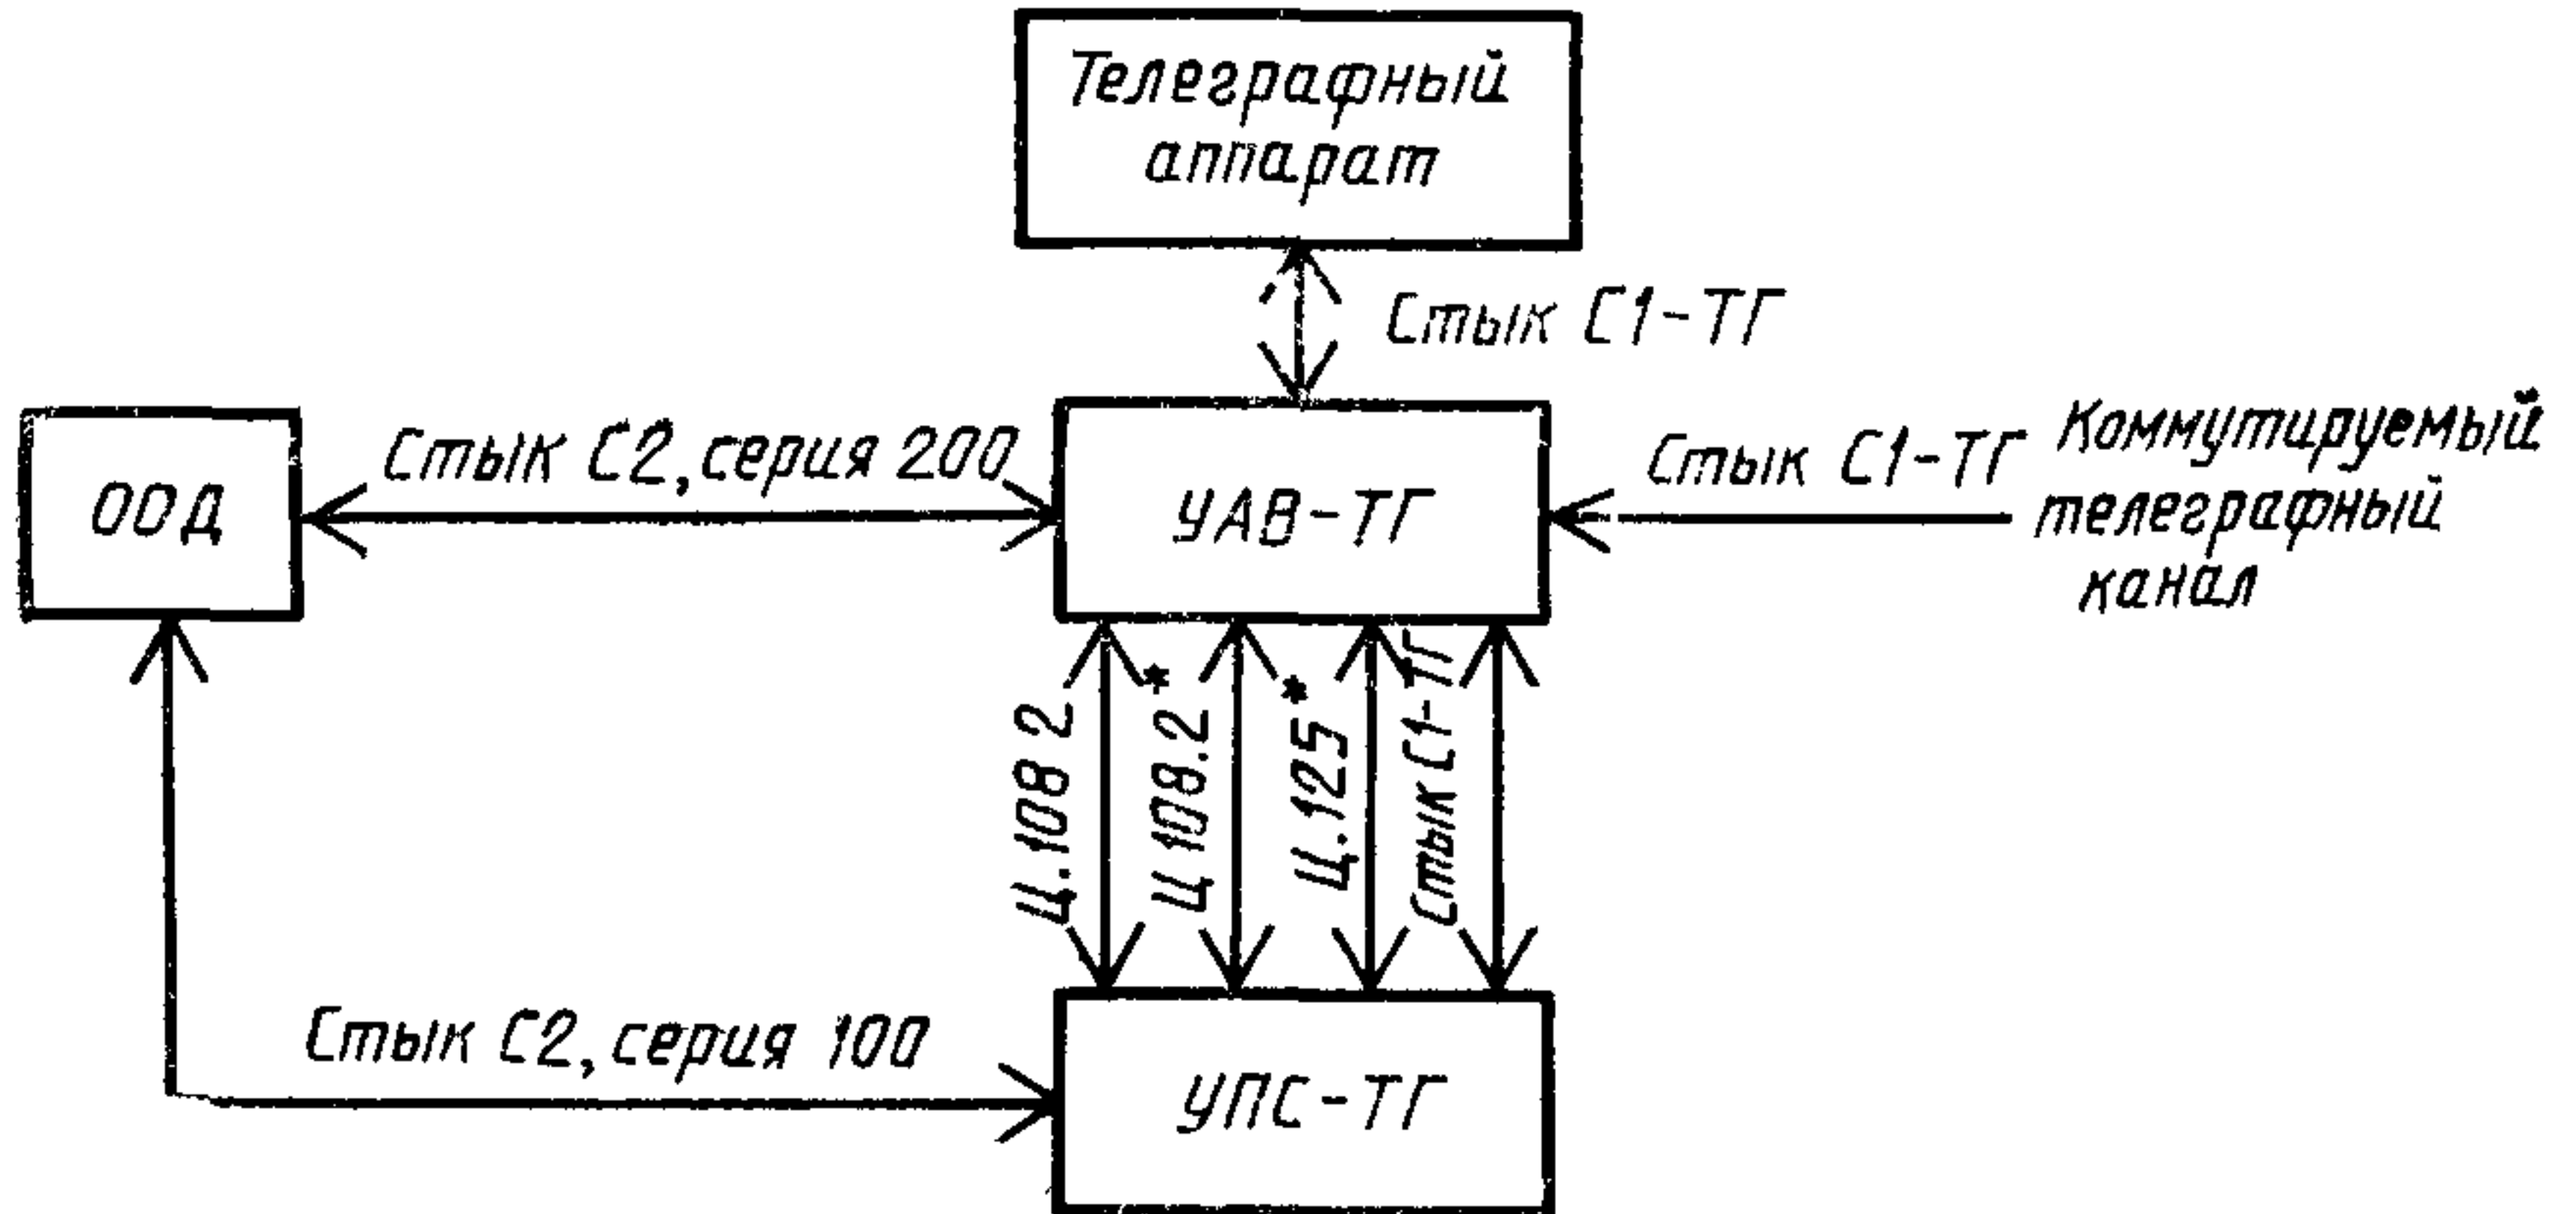 Телеграфный
аппарат
Стык С1-ТГ
Стык С2, серия 200
ООД
УАВ-ТГ
Стык С1-ТГ
Коммутируемый
телеграфный
канал
Ц.108 2
Ц 108.2*
Ц.125*
Стык С1-ТГ
Стык С2, серия 100
УПС-ТГ